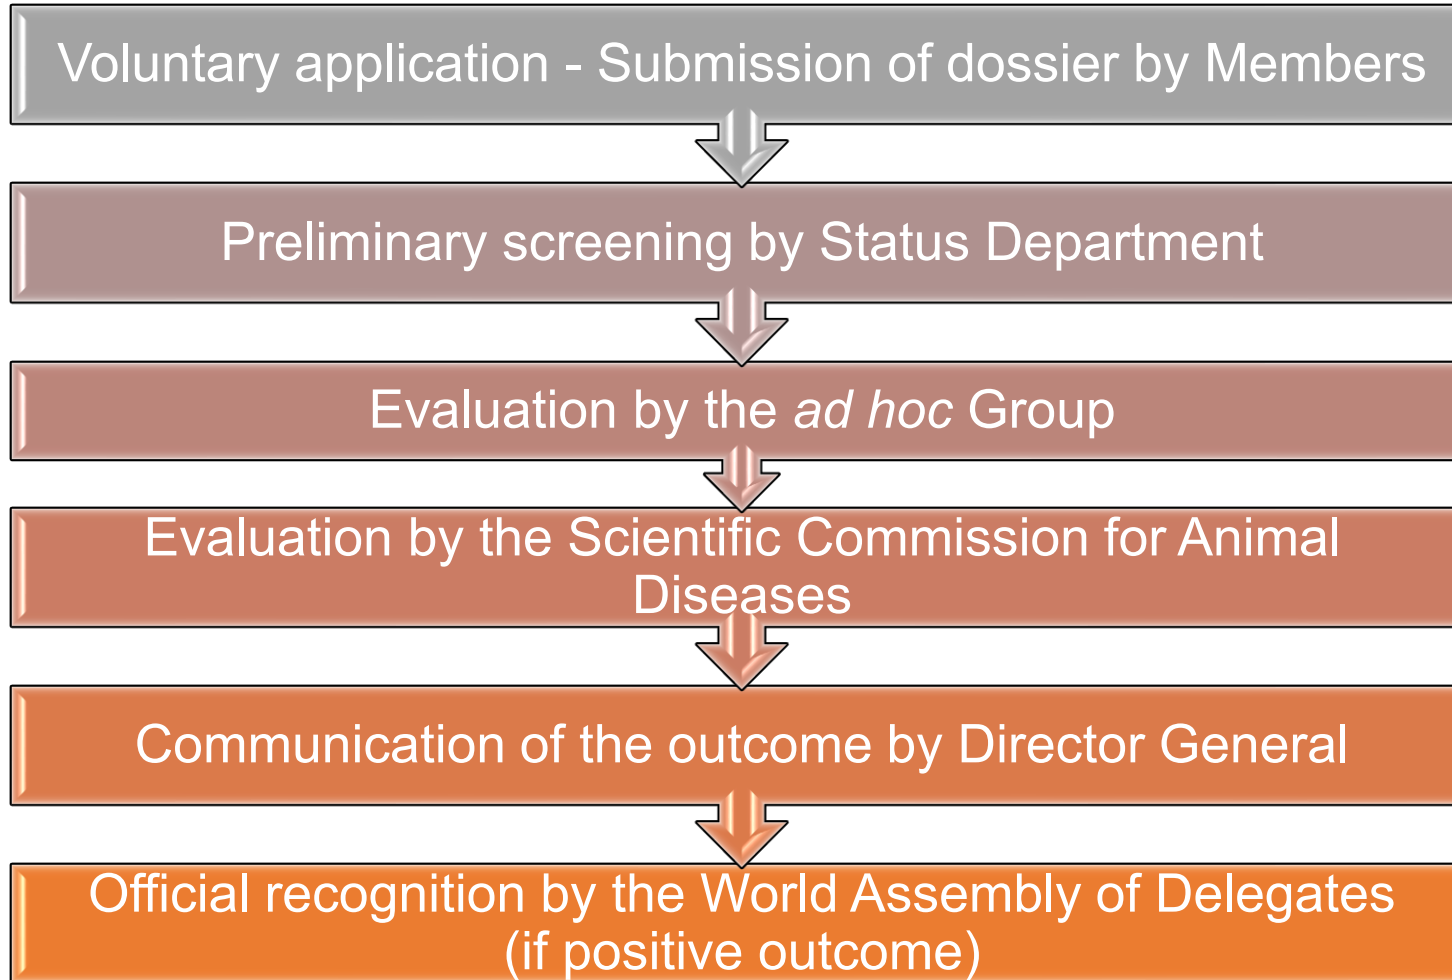 Voluntary application - Submission of dossier by Members
Preliminary screening by Status Department
Evaluation by the ad hoc Group
Evaluation by the Scientific Commission for Animal
Diseases
Communication of the outcome by Director General
Official recognition by the World Assembly of Delegates
(if positive outcome)